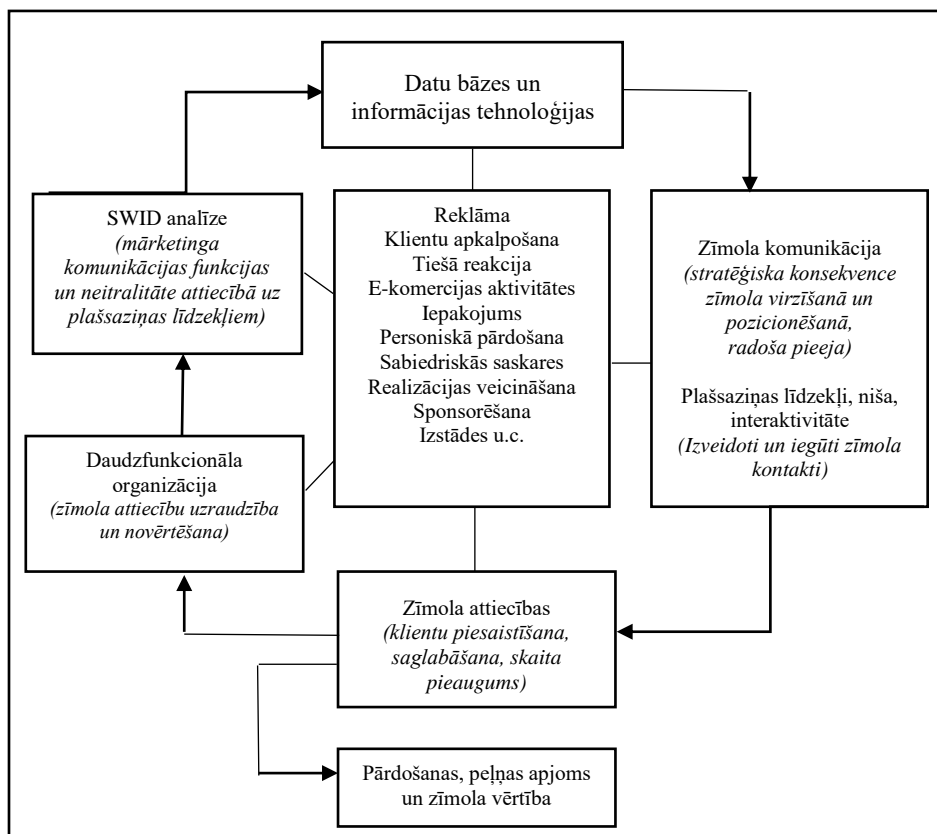 Datu bāzes un
informācijas tehnoloģijas
SWID analīze
(mārketinga
komunikācijas funkcijas
un neitralitāte attiecībā uz
plašsaziņas līdzekļiem)
Reklāma
Klientu apkalpošana
Tiešā reakcija
E-komercijas aktivitātes
Iepakojums
Personiskā pārdošana
Sabiedriskās saskares
Realizācijas veicināšana
Sponsorēšana
Izstādes u.c.
Zīmola komunikācija
(stratēģiska konsekvence
zīmola virzīšanā un
pozicionēšanā,
radoša pieeja)
Plašsaziņas līdzekļi, niša,
interaktivitāte
(Izveidoti un iegūti zīmola
kontakti)
Daudzfunkcionāla
organizācija
(zīmola attiecību uzraudzība
un novērtēšana)
Zīmola attiecības
(klientu piesaistīšana,
saglabāšana, skaita
pieaugums)
Pārdošanas, peļņas apjoms
un zīmola vērtība